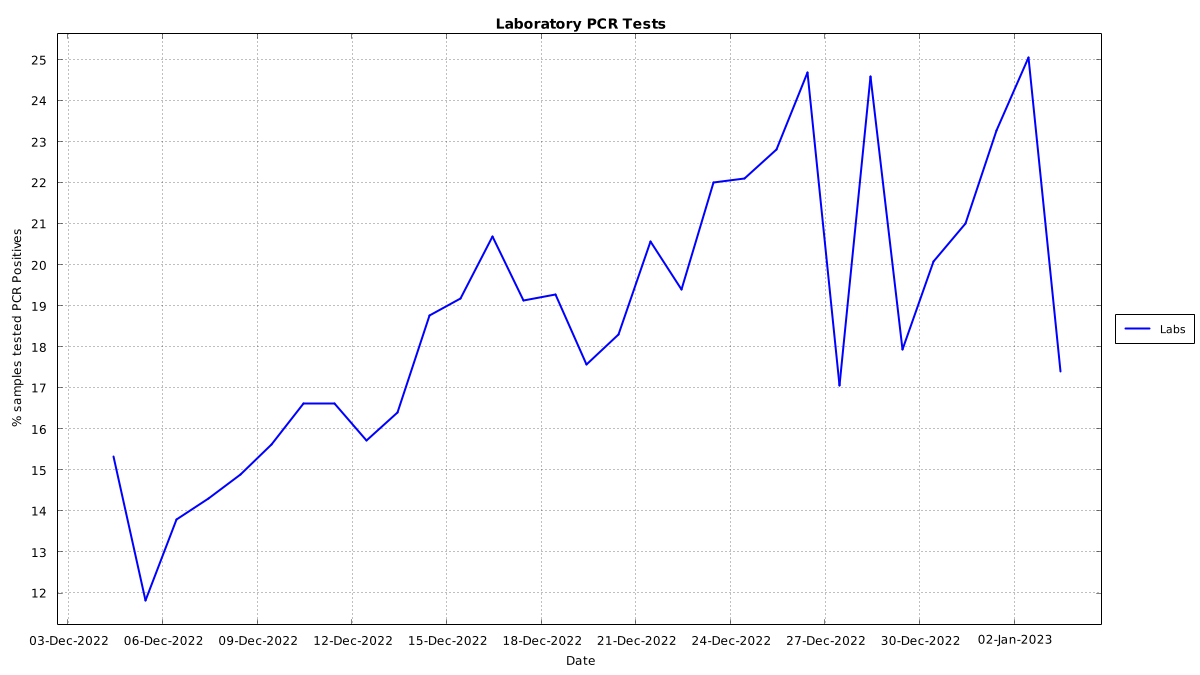 Laboratory PCR Tests
% samples tested PCR Positives
25
24
23
22
21
20
19
18
17
16
15
14
13
12
03-Dec-2022 06-Dec-2022 09-Dec-2022 12-Dec-2022 15-Dec-2022 18-Dec-2022 21-Dec-2022 24-Dec-2022 27-Dec-2022 30-Dec-2022 02-Jan-2023
Date
Labs